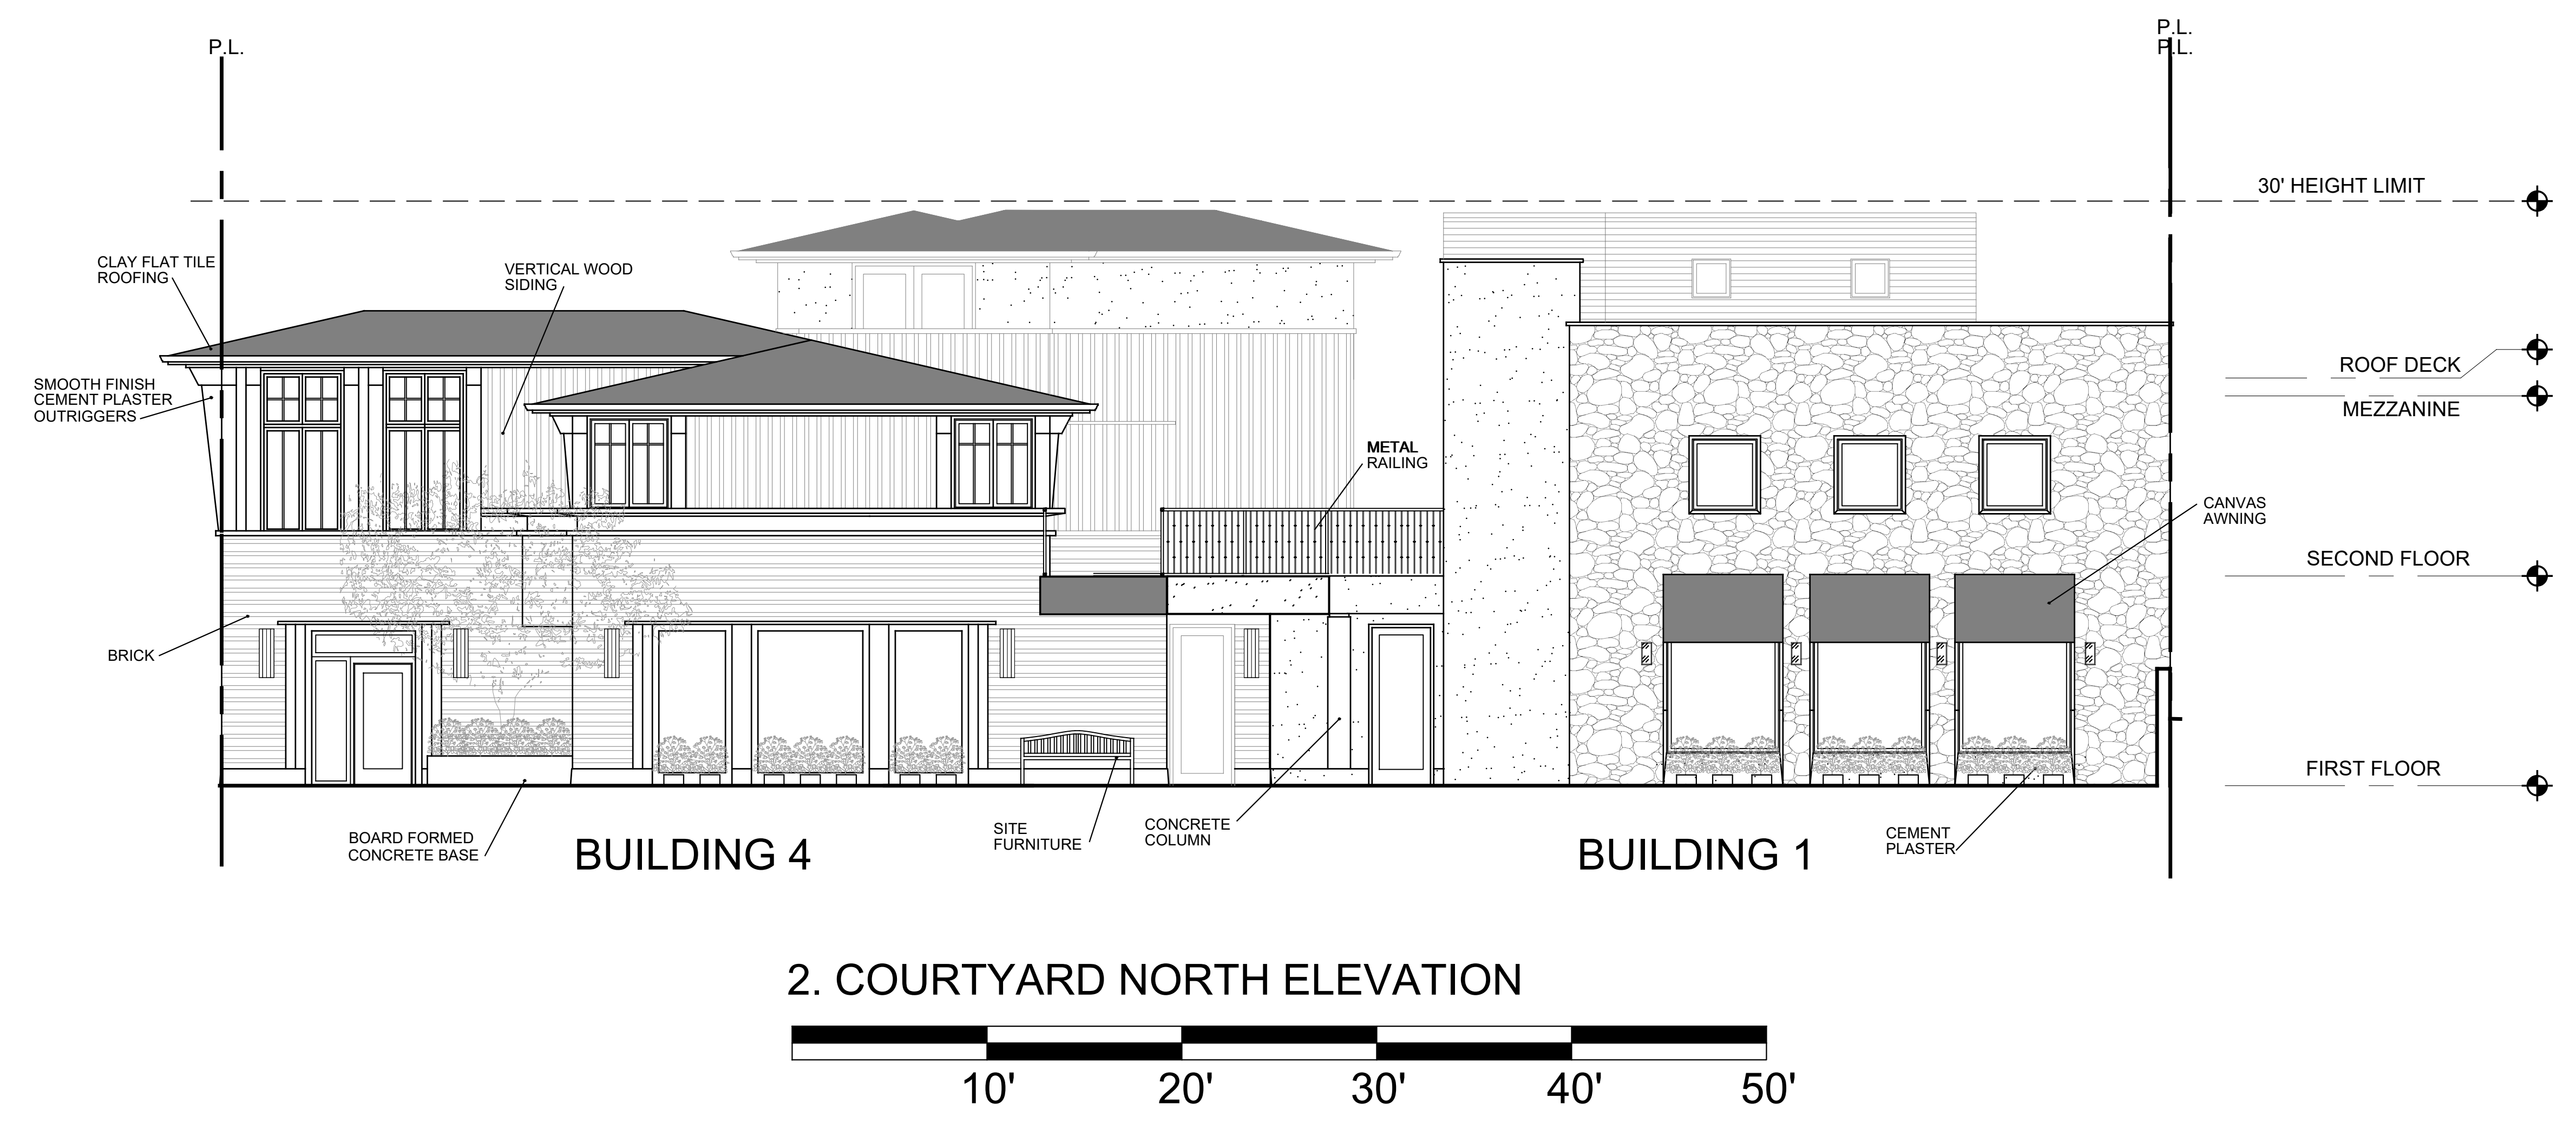 P.L.
P.L.
P.L.
30' HEIGHT LIMIT
CLAY FLAT TILE
ROOFING
VERTICAL WOOD
SIDING
SMOOTH FINISH
CEMENT PLASTER
OUTRIGGERS
ROOF DECK
MEZZANINE
METAL
RAILING
CANVAS
AWNING
SECOND FLOOR
BRICK
FIRST FLOOR
BOARD FORMED
CONCRETE BASE
BUILDING 4
SITE
FURNITURE
CONCRETE
COLUMN
BUILDING 1
CEMENT
PLASTER
2. COURTYARD NORTH ELEVATION
10' 20' 30' 40' 50'